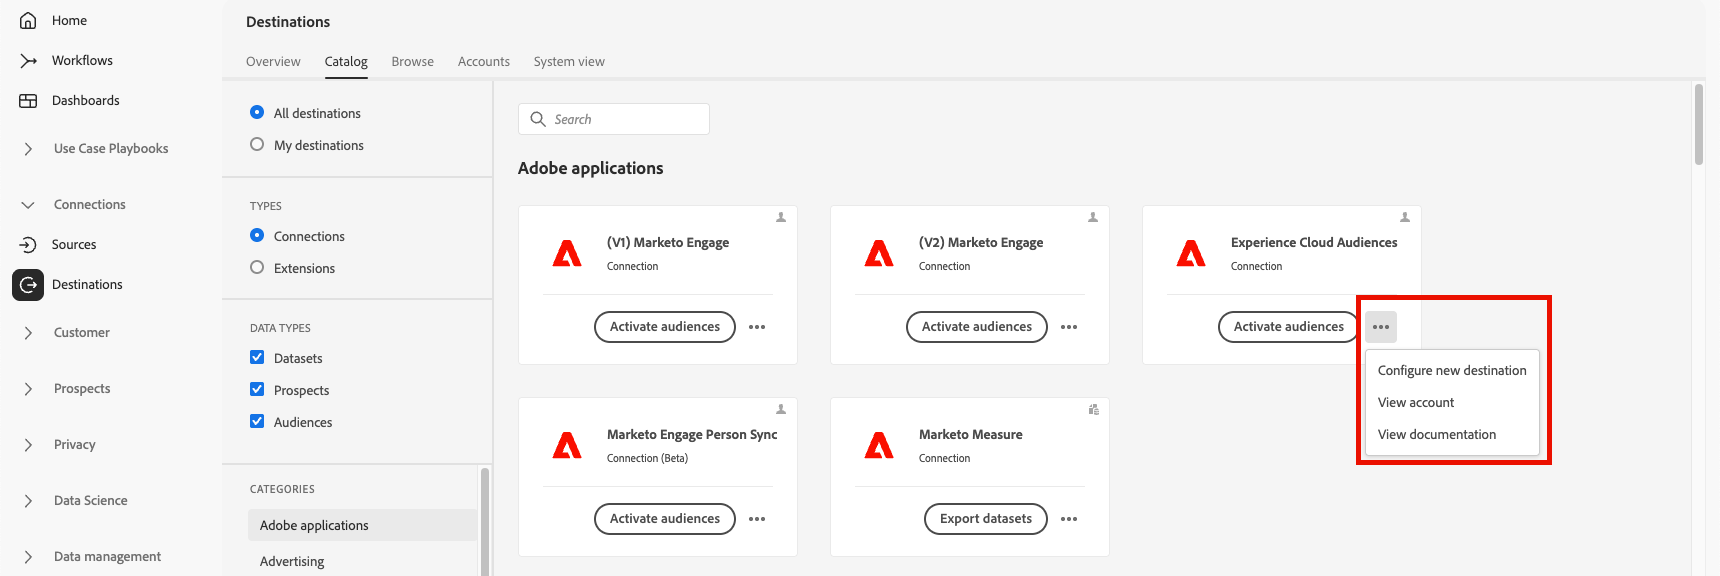 Home
Workflows
Dashboards
Use Case Playbooks
Connections
Sources
Destinations
Customer
Prospects
Privacy
Data Science
Data management
Destinations
Overview Catalog Browse Accounts System view
All destinations
My destinations
TYPES
Connections
Extensions
DATA TYPES
Datasets
Prospects
Audiences
CATEGORIES
Adobe applications
Advertising
Search
Adobe applications
(V1) Marketo Engage
Connection
Activate audiences
(V2) Marketo Engage
Connection
Activate audiences
Experience Cloud Audiences
Connection
Activate audiences
Configure new destination
View account
View documentation
Marketo Engage Person Sync
Connection (Beta)
Activate audiences
Marketo Measure
Connection
Export datasets